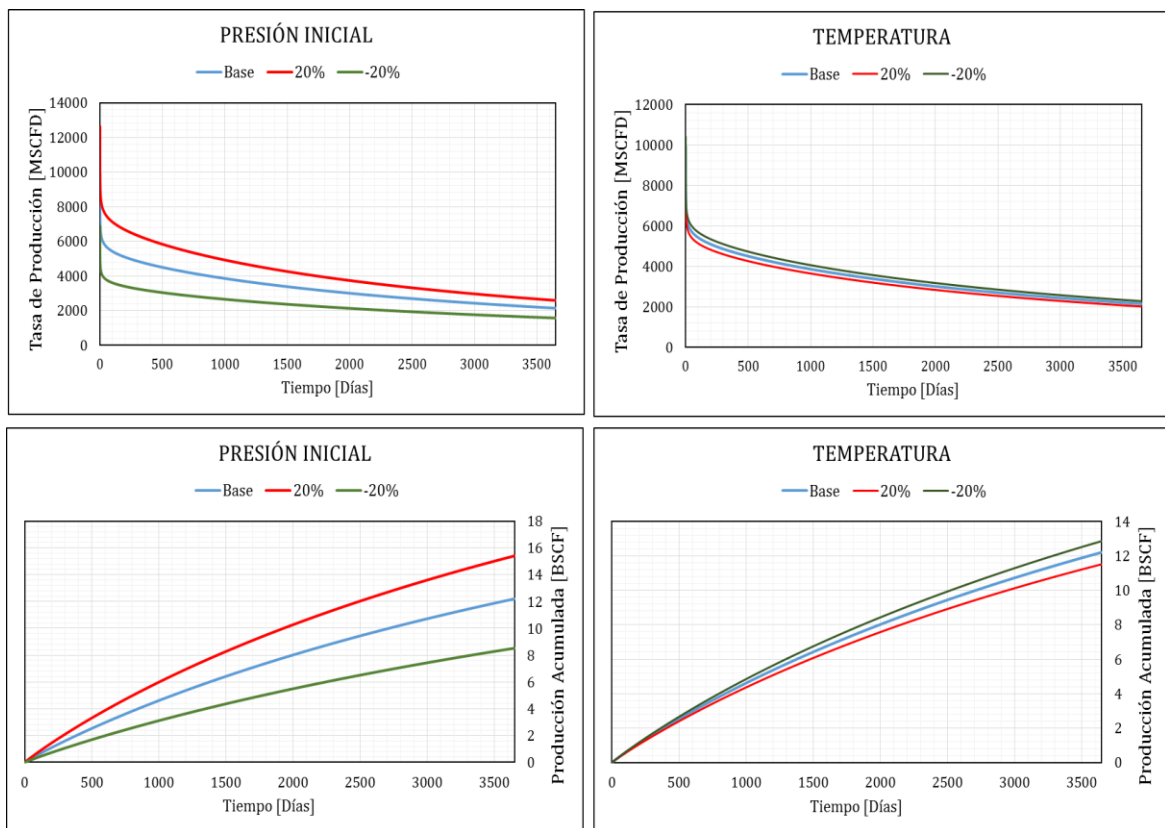 PRESIÓN INICIAL
Base 20% -20%
Tasa de Producción [MSCFD]
14000
12000
10000
8000
6000
4000
2000
0
0 500 1000 1500 2000 2500 3000 3500
Tiempo [Días]
TEMPERATURA
Base 20% -20%
Tasa de Producción [MSCFD]
12000
10000
8000
6000
4000
2000
0
0 500 1000 1500 2000 2500 3000 3500
Tiempo [Días]
PRESIÓN INICIAL
Base 20% -20%
18
16
14
12
10
8
6
4
2
0
Producción Acumulada [BSCF]
0 500 1000 1500 2000 2500 3000 3500
Tiempo [Días]
TEMPERATURA
Base 20% -20%
14
12
10
8
6
4
2
0
Producción Acumulada [BSCF]
0 500 1000 1500 2000 2500 3000 3500
Tiempo [Días]